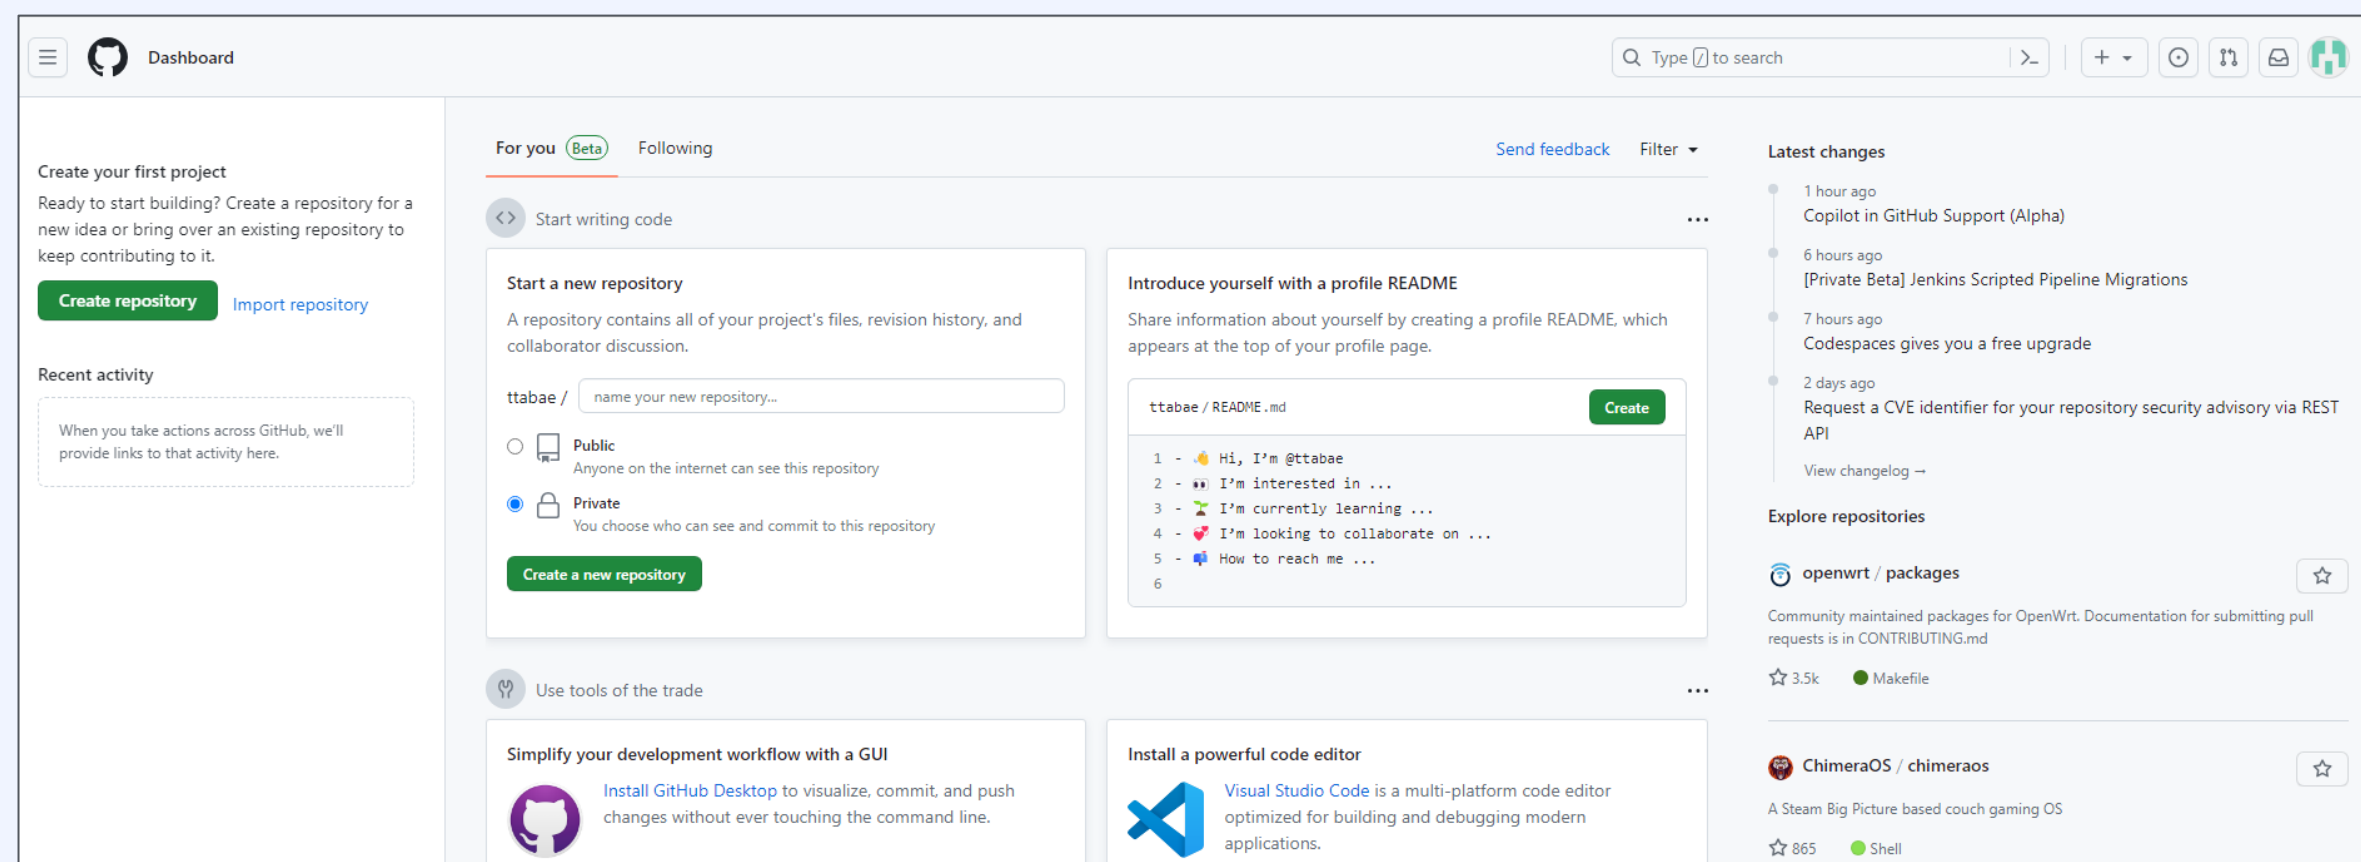 Dashboard
Type / to search
Create your first project
Ready to start building? Create a repository for a
new idea or bring over an existing repository to
keep contributing to it.
Create repository
Import repository
Recent activity
When you take actions across GitHub, we'll
provide links to that activity here.
For you Beta
Following
Send feedback
Filter
Start writing code
Start a new repository
A repository contains all of your project's files, revision history, and
collaborator discussion.
ttabae /
name your new repository...
Public
Anyone on the internet can see this repository
Private
You choose who can see and commit to this repository
Create a new repository
Introduce yourself with a profile README
Share information about yourself by creating a profile README, which
appears at the top of your profile page.
ttabae / README.md
Create
1 - 👋 Hi, I'm @ttabae
2 - 👀 I'm interested in ...
3 - 🌱 I'm currently learning ...
4 - 💞️ I'm looking to collaborate on ...
5 - 📫 How to reach me ...
6
Use tools of the trade
Simplify your development workflow with a GUI
Install GitHub Desktop to visualize, commit, and push
changes without ever touching the command line.
Install a powerful code editor
Visual Studio Code is a multi-platform code editor
optimized for building and debugging modern
applications.
Latest changes
1 hour ago
Copilot in GitHub Support (Alpha)
6 hours ago
[Private Beta] Jenkins Scripted Pipeline Migrations
7 hours ago
Codespaces gives you a free upgrade
2 days ago
Request a CVE identifier for your repository security advisory via REST
API
View changelog →
Explore repositories
openwrt / packages
Community maintained packages for OpenWrt. Documentation for submitting pull
requests is in CONTRIBUTING.md
3.5k
Makefile
ChimeraOS / chimeraos
A Steam Big Picture based couch gaming OS
865
Shell